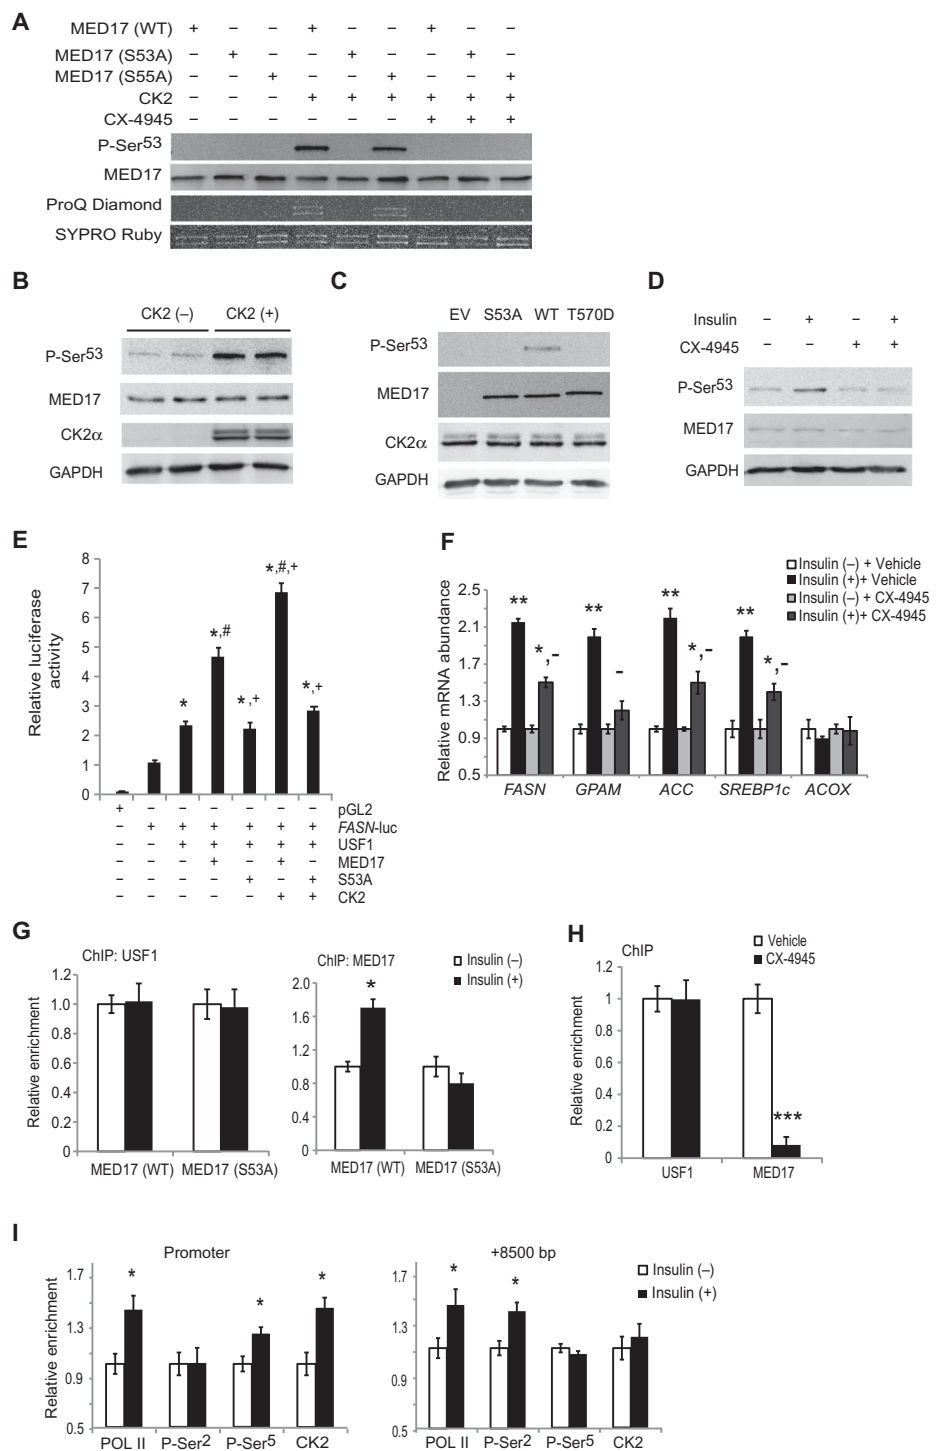 A
MED17 (WT) + – – + – – + – –
MED17 (S53A) – + – – + – – + –
MED17 (S55A) – – + – – + – – +
CK2 – – – + + + + + +
CX-4945 – – – – – – + + +
P-Ser53
MED17
ProQ Diamond
SYPRO Ruby
B
CK2 (–) CK2 (+)
P-Ser53
MED17
CK2α
GAPDH
C
EV S53A WT T570D
P-Ser53
MED17
CK2α
GAPDH
D
Insulin – + – +
CX-4945 – – + +
P-Ser53
MED17
GAPDH
E
Relative luciferase
activity
8
7
6
5
4
3
2
1
0
*
*,#
*,+
*,#,+
*,+
+ – – – – – – pGL2
– + + + + + + FASN-luc
– – + + + + + USF1
– – – + – + – MED17
– – – – + – + S53A
– – – – – + + CK2
F
Insulin (–) + Vehicle
Insulin (+)+ Vehicle
Insulin (–) + CX-4945
Insulin (+)+ CX-4945
Relative mRNA abundance
2.5
2.1
1.7
1.3
0.9
0.5
** *,–
** –
** *,–
** *,–
FASN GPAM ACC SREBP1c ACOX
G
ChIP: USF1
Relative enrichment
1.2
1
0.8
0.6
0.4
0.2
0
MED17 (WT) MED17 (S53A)
ChIP: MED17
Insulin (–)
Insulin (+)
2.0
1.6
1.2
0.8
0.4
0
*
MED17 (WT) MED17 (S53A)
H
ChIP
Vehicle
CX-4945
Relative enrichment
1.2
1
0.8
0.6
0.4
0.2
0
***
USF1 MED17
I
Promoter
Relative enrichment
1.7
1.3
0.9
0.5
* * *
POL II P-Ser2 P-Ser5 CK2
+8500 bp
Insulin (–)
Insulin (+)
1.7
1.3
0.9
0.5
* *
POL II P-Ser2 P-Ser5 CK2